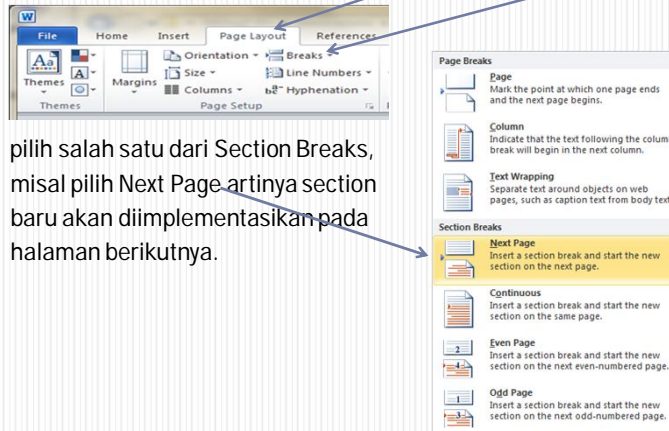 W
File Home Insert Page Layout References
Aa
Themes
A
Margins
Orientation
Size
Columns
Breaks
Line Numbers
Hyphenation
Themes
Page Setup
pilih salah satu dari Section Breaks,
misal pilih Next Page artinya section
baru akan diimplementasikan pada
halaman berikutnya.
Page Breaks
Page
Mark the point at which one page ends
and the next page begins.
Column
Indicate that the text following the colum
break will begin in the next column.
Text Wrapping
Separate text around objects on web
pages, such as caption text from body text
Section Breaks
Next Page
Insert a section break and start the new
section on the next page.
Continuous
Insert a section break and start the new
section on the same page.
Even Page
Insert a section break and start the new
section on the next even-numbered page.
Odd Page
Insert a section break and start the new
section on the next odd-numbered page.